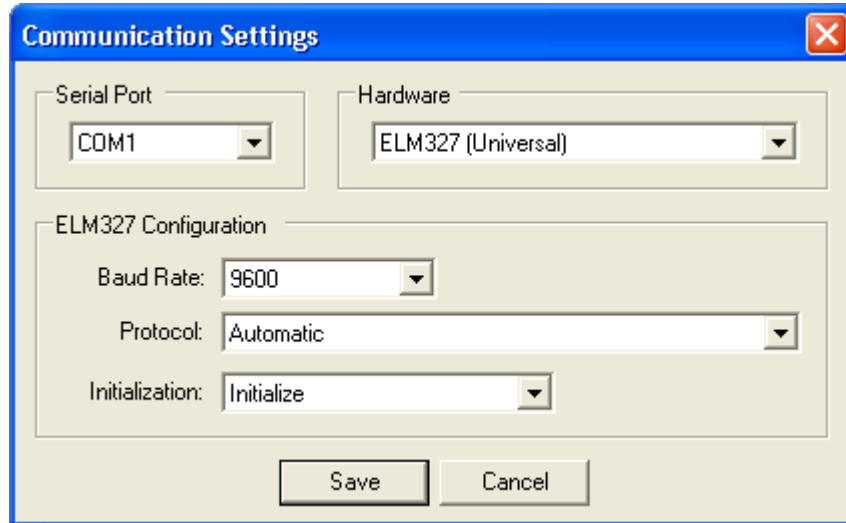 Communication Settings
Serial Port
COM1
Hardware
ELM327 (Universal)
ELM327 Configuration
Baud Rate: 9600
Protocol: Automatic
Initialization: Initialize
Save Cancel